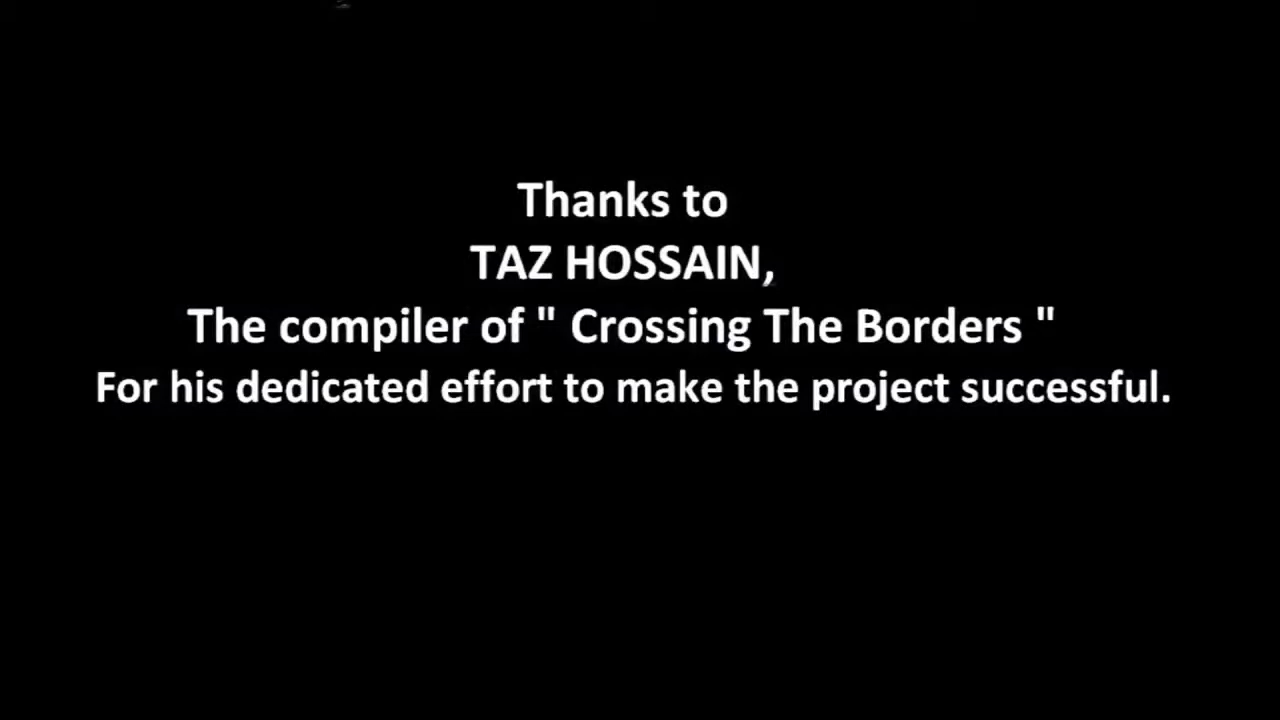 Thanks to
TAZ HOSSAIN,
The compiler of " Crossing The Borders "
For his dedicated effort to make the project successful.